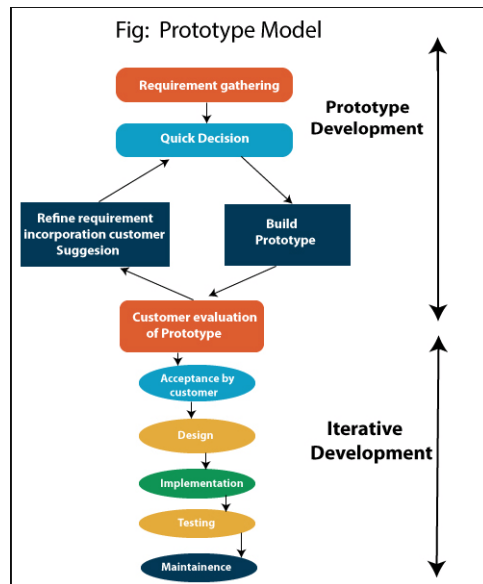 Fig: Prototype Model
Requirement gathering
Prototype
Development
Quick Decision
Refine requirement
incorporation customer
Suggesion
Build
Prototype
Customer evaluation
of Prototype
Acceptance by
customer
Design
Iterative
Development
Implementation
Testing
Maintainence